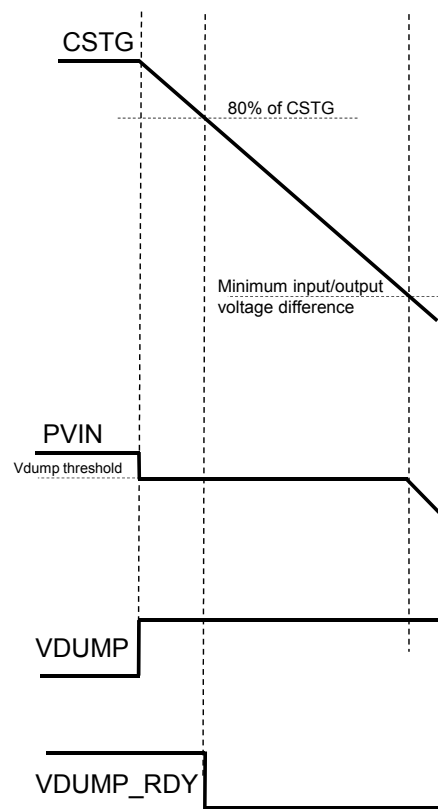 CSTG
80% of CSTG
Minimum input/output
voltage difference
PVIN
Vdump threshold
VDUMP
VDUMP_RDY